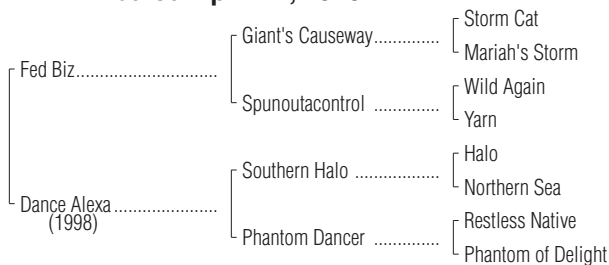 Storm Cat
Giant's Causeway..............
Mariah's Storm
Fed Biz..............................
Wild Again
Spunoutacontrol ..............
Yarn
Halo
Southern Halo ..................
Northern Sea
Dance Alexa ......................
(1998)
Restless Native
Phantom Dancer ..............
Phantom of Delight